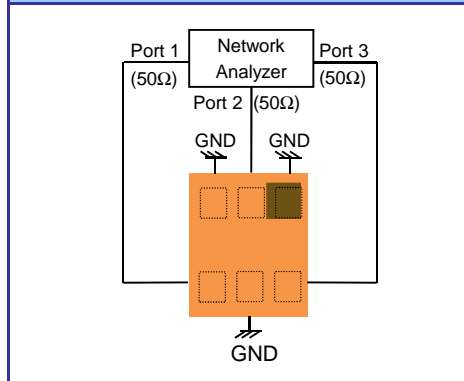 Port 1
Network
Analyzer
Port 3
(50Ω)
(50Ω)
Port 2 (50Ω)
GND
GND
GND